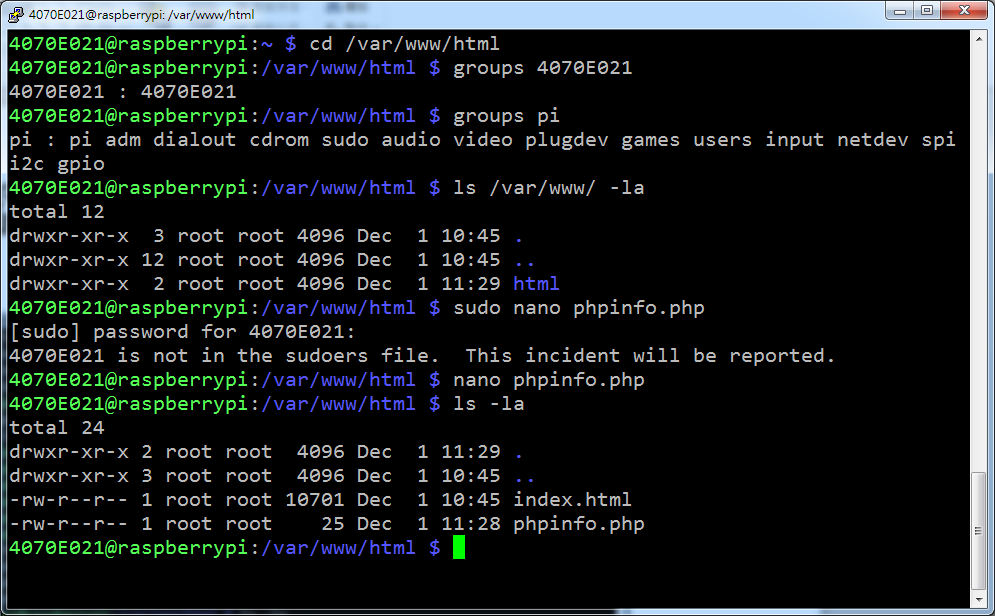 4070E021@raspberrypi: /var/www/html
4070E021@raspberrypi:~ $ cd /var/www/html
4070E021@raspberrypi:/var/www/html $ groups 4070E021
4070E021 : 4070E021
4070E021@raspberrypi:/var/www/html $ groups pi
pi : pi adm dialout cdrom sudo audio video plugdev games users input netdev spi
i2c gpio
4070E021@raspberrypi:/var/www/html $ ls /var/www/ -la
total 12
drwxr-xr-x  3 root root 4096 Dec  1 10:45 .
drwxr-xr-x 12 root root 4096 Dec  1 10:45 ..
drwxr-xr-x  2 root root 4096 Dec  1 11:29 html
4070E021@raspberrypi:/var/www/html $ sudo nano phpinfo.php
[sudo] password for 4070E021:
4070E021 is not in the sudoers file.  This incident will be reported.
4070E021@raspberrypi:/var/www/html $ nano phpinfo.php
4070E021@raspberrypi:/var/www/html $ ls -la
total 24
drwxr-xr-x 2 root root  4096 Dec  1 11:29 .
drwxr-xr-x 3 root root  4096 Dec  1 10:45 ..
-rw-r--r-- 1 root root 10701 Dec  1 10:45 index.html
-rw-r--r-- 1 root root    25 Dec  1 11:28 phpinfo.php
4070E021@raspberrypi:/var/www/html $